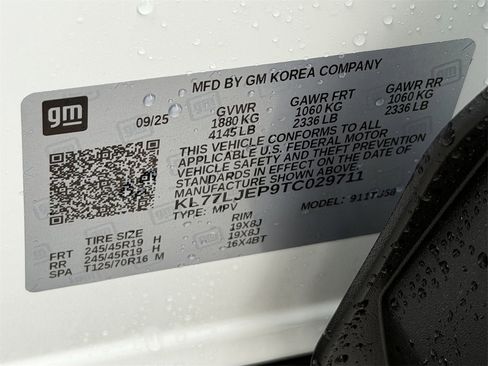 gm
MFD BY GM KOREA COMPANY
09/25 GVWR GAWR FRT GAWR RR
1880 KG 1060 KG 1060 KG
4145 LB 2336 LB 2336 LB
THIS VEHICLE CONFORMS TO ALL
APPLICABLE U.S. FEDERAL MOTOR
VEHICLE SAFETY AND THEFT PREVENTION
STANDARDS IN EFFECT ON THE DATE OF
MANUFACTURE SHOWN ABOVE.
KL77LJEP9TC029711
TYPE: MPV MODEL: 911TJ58
TIRE SIZE RIM
FRT 245/45R19 H 19X8J
RR 245/45R19 H 19X8J
SPA T125/70R16 M 16X4BT